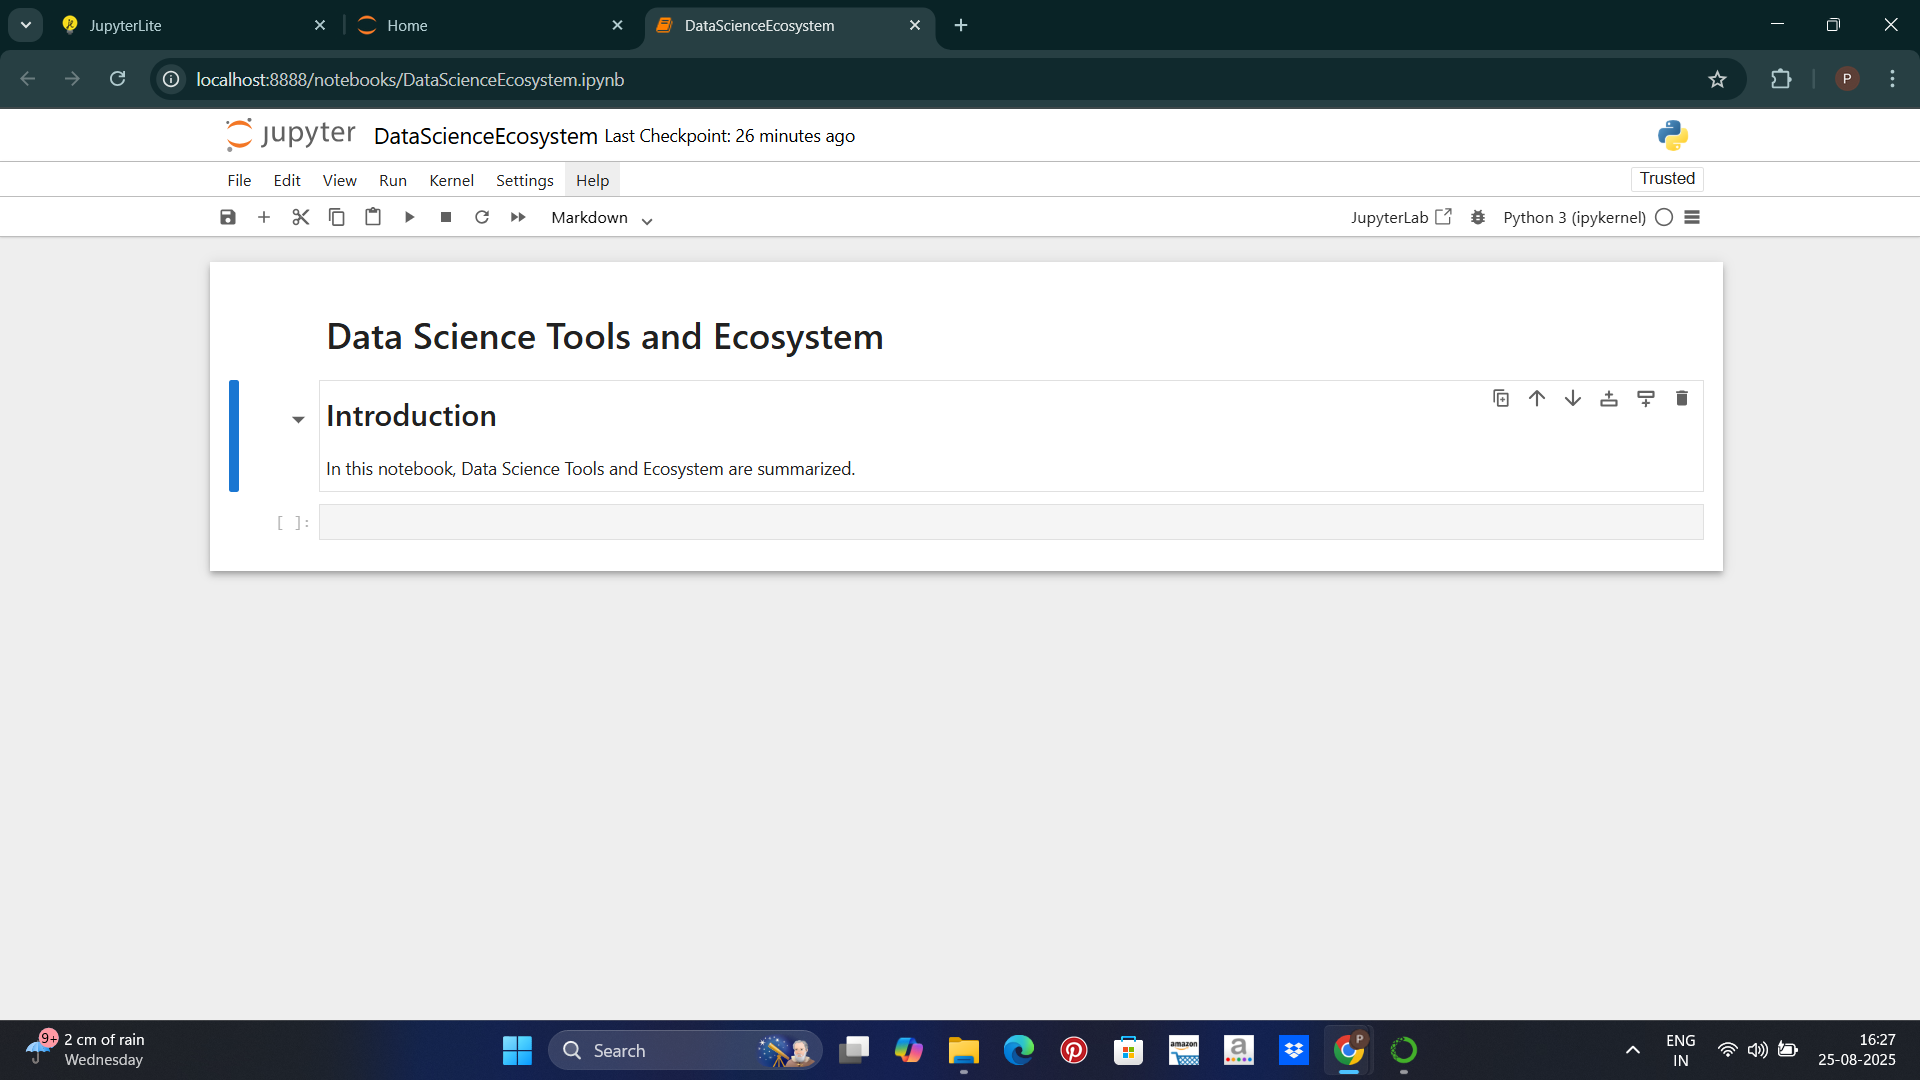 JupyterLite
Home
DataScienceEcosystem
localhost:8888/notebooks/DataScienceEcosystem.ipynb
P
jupyter DataScienceEcosystem Last Checkpoint: 26 minutes ago
File Edit View Run Kernel Settings Help
Trusted
Markdown
JupyterLab
Python 3 (ipykernel)
Data Science Tools and Ecosystem
Introduction
In this notebook, Data Science Tools and Ecosystem are summarized.
[ ]:
9+
2 cm of rain
Wednesday
Search
amazon
a
P
ENG
IN
16:27
25-08-2025